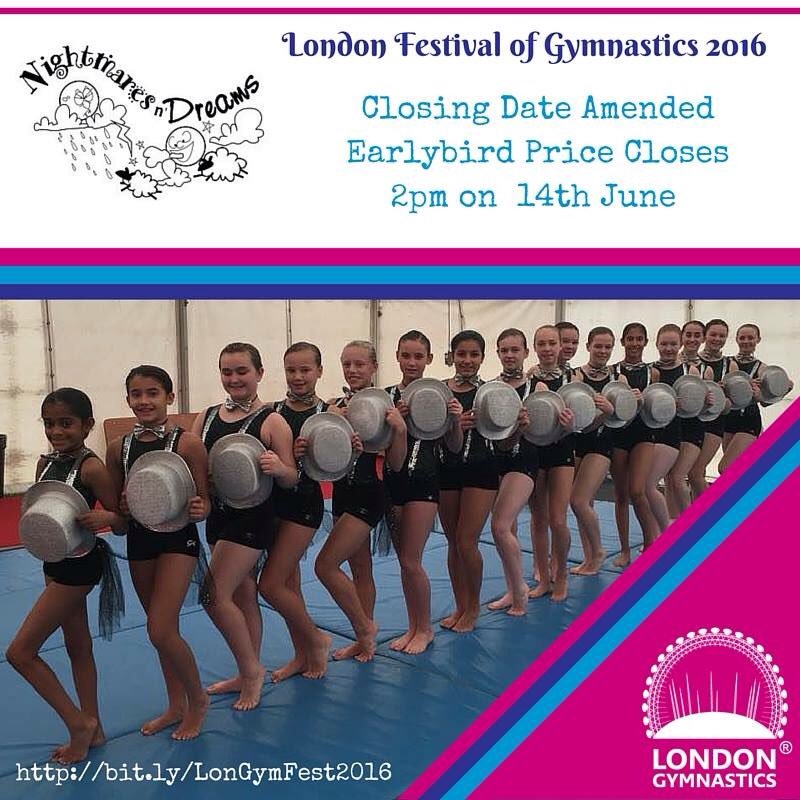 Nightmares n' Dreams
London Festival of Gymnastics 2016
Closing Date Amended
Earlybird Price Closes
2pm on 14th June
http://bit.ly/LonGymFest2016
LONDON®
GYMNASTICS